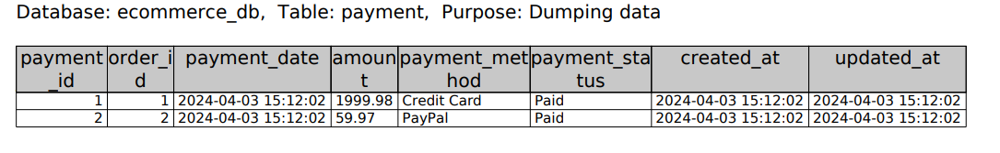 Database: ecommerce_db, Table: payment, Purpose: Dumping data
payment_id order_id payment_date amount payment_method payment_status created_at updated_at
1 1 2024-04-03 15:12:02 1999.98 Credit Card Paid 2024-04-03 15:12:02 2024-04-03 15:12:02
2 2 2024-04-03 15:12:02 59.97 PayPal Paid 2024-04-03 15:12:02 2024-04-03 15:12:02